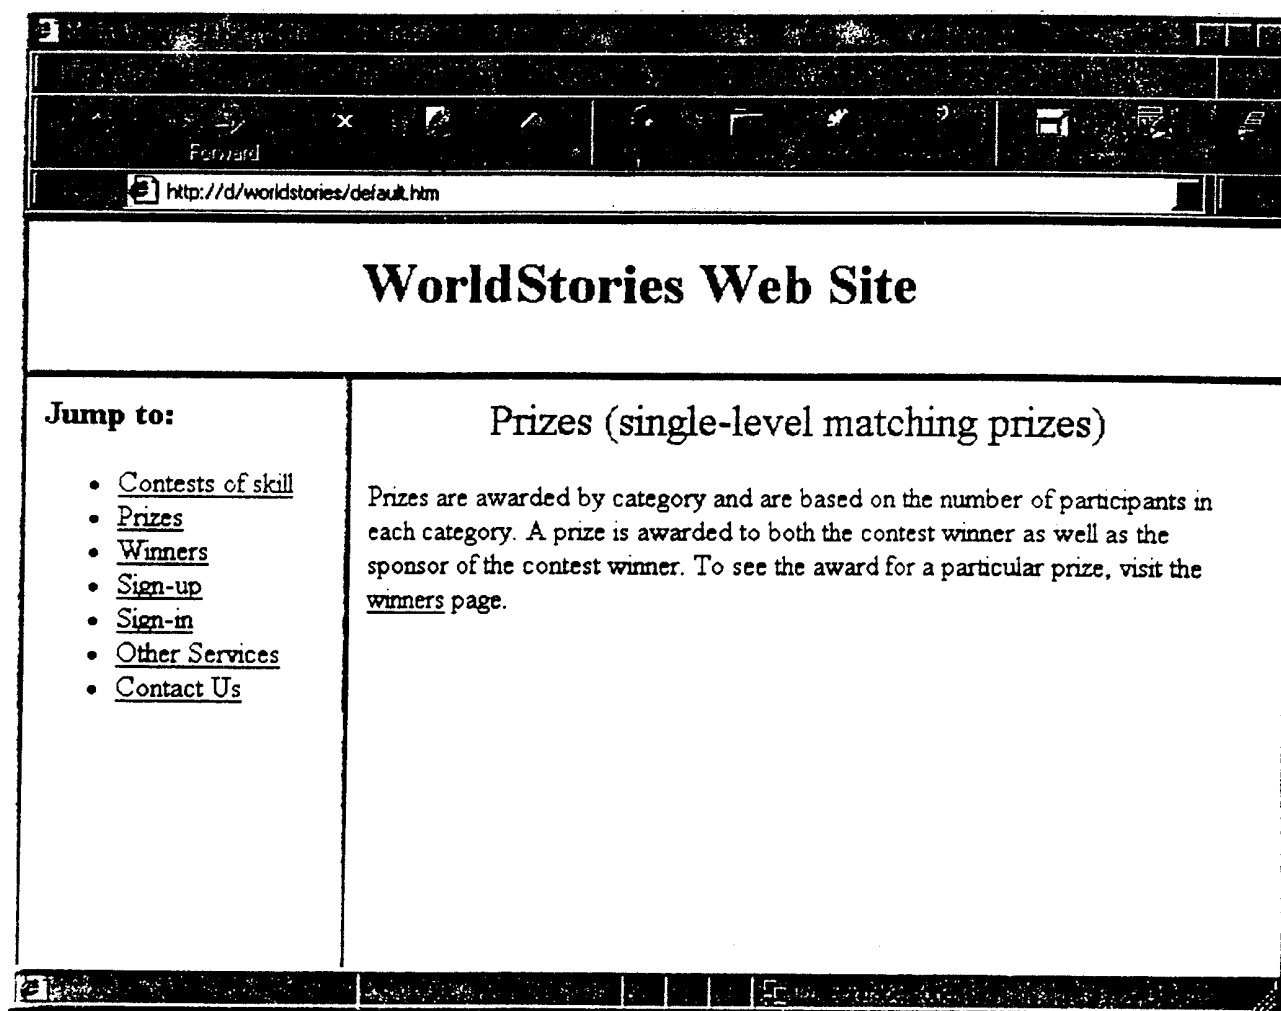 Forward
http://d/worldstories/default.htm
WorldStories Web Site
Jump to:
Contests of skill
Prizes
Winners
Sign-up
Sign-in
Other Services
Contact Us
Prizes (single-level matching prizes)
Prizes are awarded by category and are based on the number of participants in
each category. A prize is awarded to both the contest winner as well as the
sponsor of the contest winner. To see the award for a particular prize, visit the
winners page.